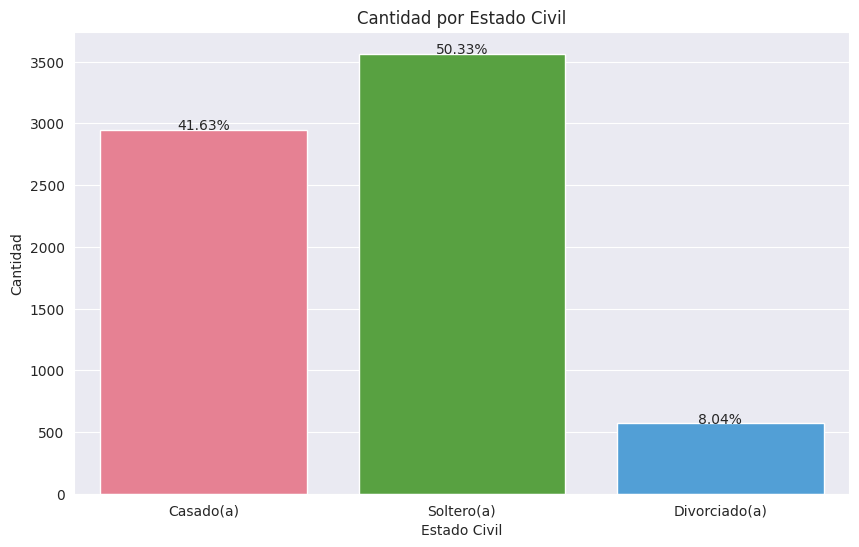 Cantidad por Estado Civil
50.33%
41.63%
8.04%
3500
3000
2500
2000
1500
1000
500
0
Cantidad
Casado(a)
Soltero(a)
Divorciado(a)
Estado Civil